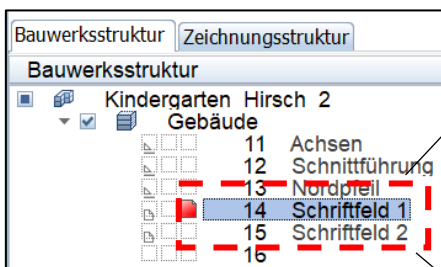 Bauwerksstruktur Zeichnungsstruktur
Bauwerksstruktur
Kindergarten Hirsch 2
Gebäude
11 Achsen
12 Schnittführung
13 Nordpfeil
14 Schriftfeld 1
15 Schriftfeld 2
16